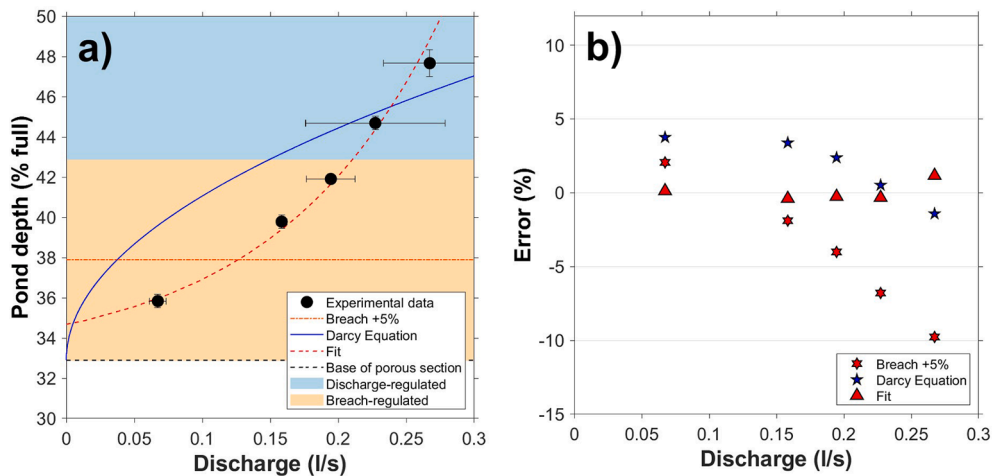 a)
Pond depth (% full)
50
48
46
44
42
40
38
36
34
32
30
Experimental data
Breach +5%
Darcy Equation
Fit
Base of porous section
Discharge-regulated
Breach-regulated
0
0.05
0.1
0.15
0.2
0.25
0.3
Discharge (l/s)
b)
Error (%)
10
5
0
-5
-10
-15
Breach +5%
Darcy Equation
Fit
0
0.05
0.1
0.15
0.2
0.25
0.3
Discharge (l/s)